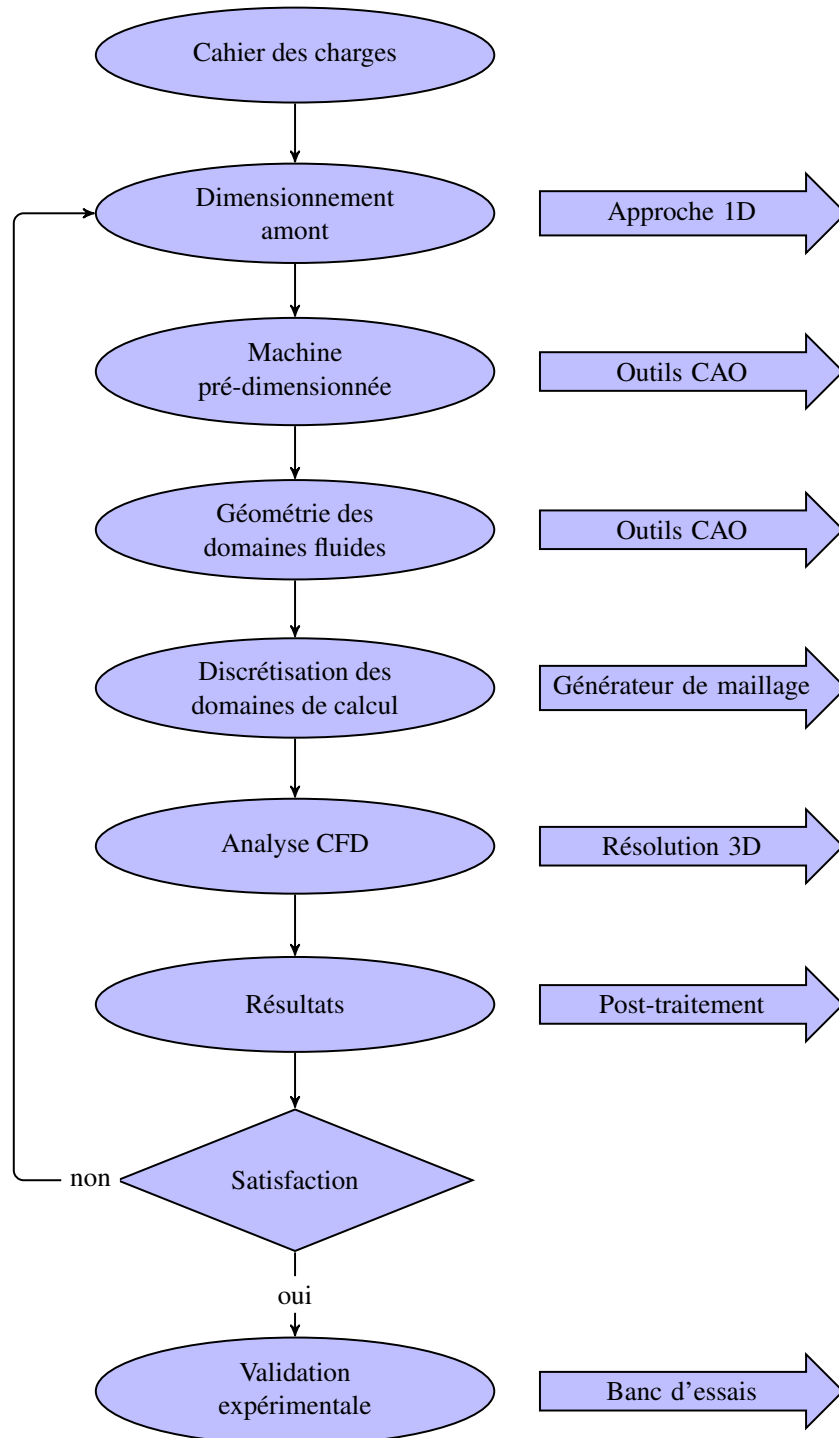 Cahier des charges
Dimensionnement
amont
Approche 1D
Machine
pré-dimensionnée
Outils CAO
Géométrie des
domaines fluides
Outils CAO
Discrétisation des
domaines de calcul
Générateur de maillage
Analyse CFD
Résolution 3D
Résultats
Post-traitement
non
Satisfaction
oui
Validation
expérimentale
Banc d'essais